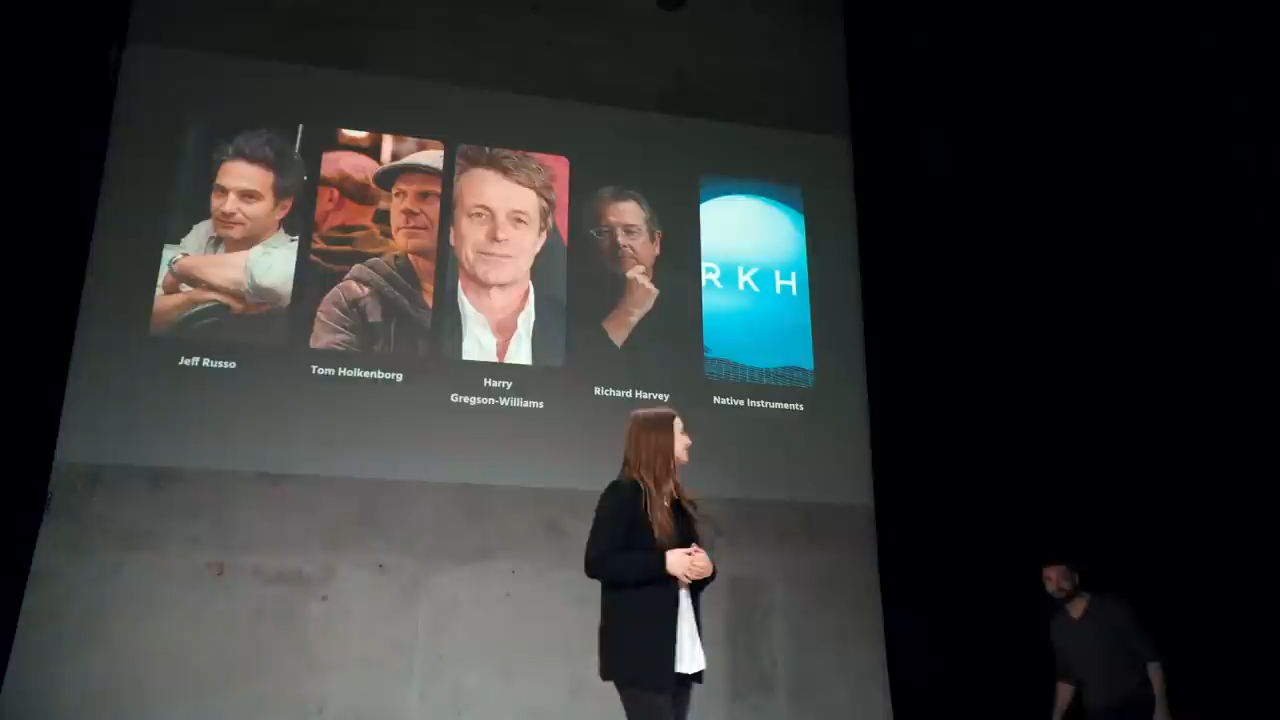 RKH
Jeff Russo
Tom Holkenborg
Harry
Gregson-Williams
Richard Harvey
Native Instruments